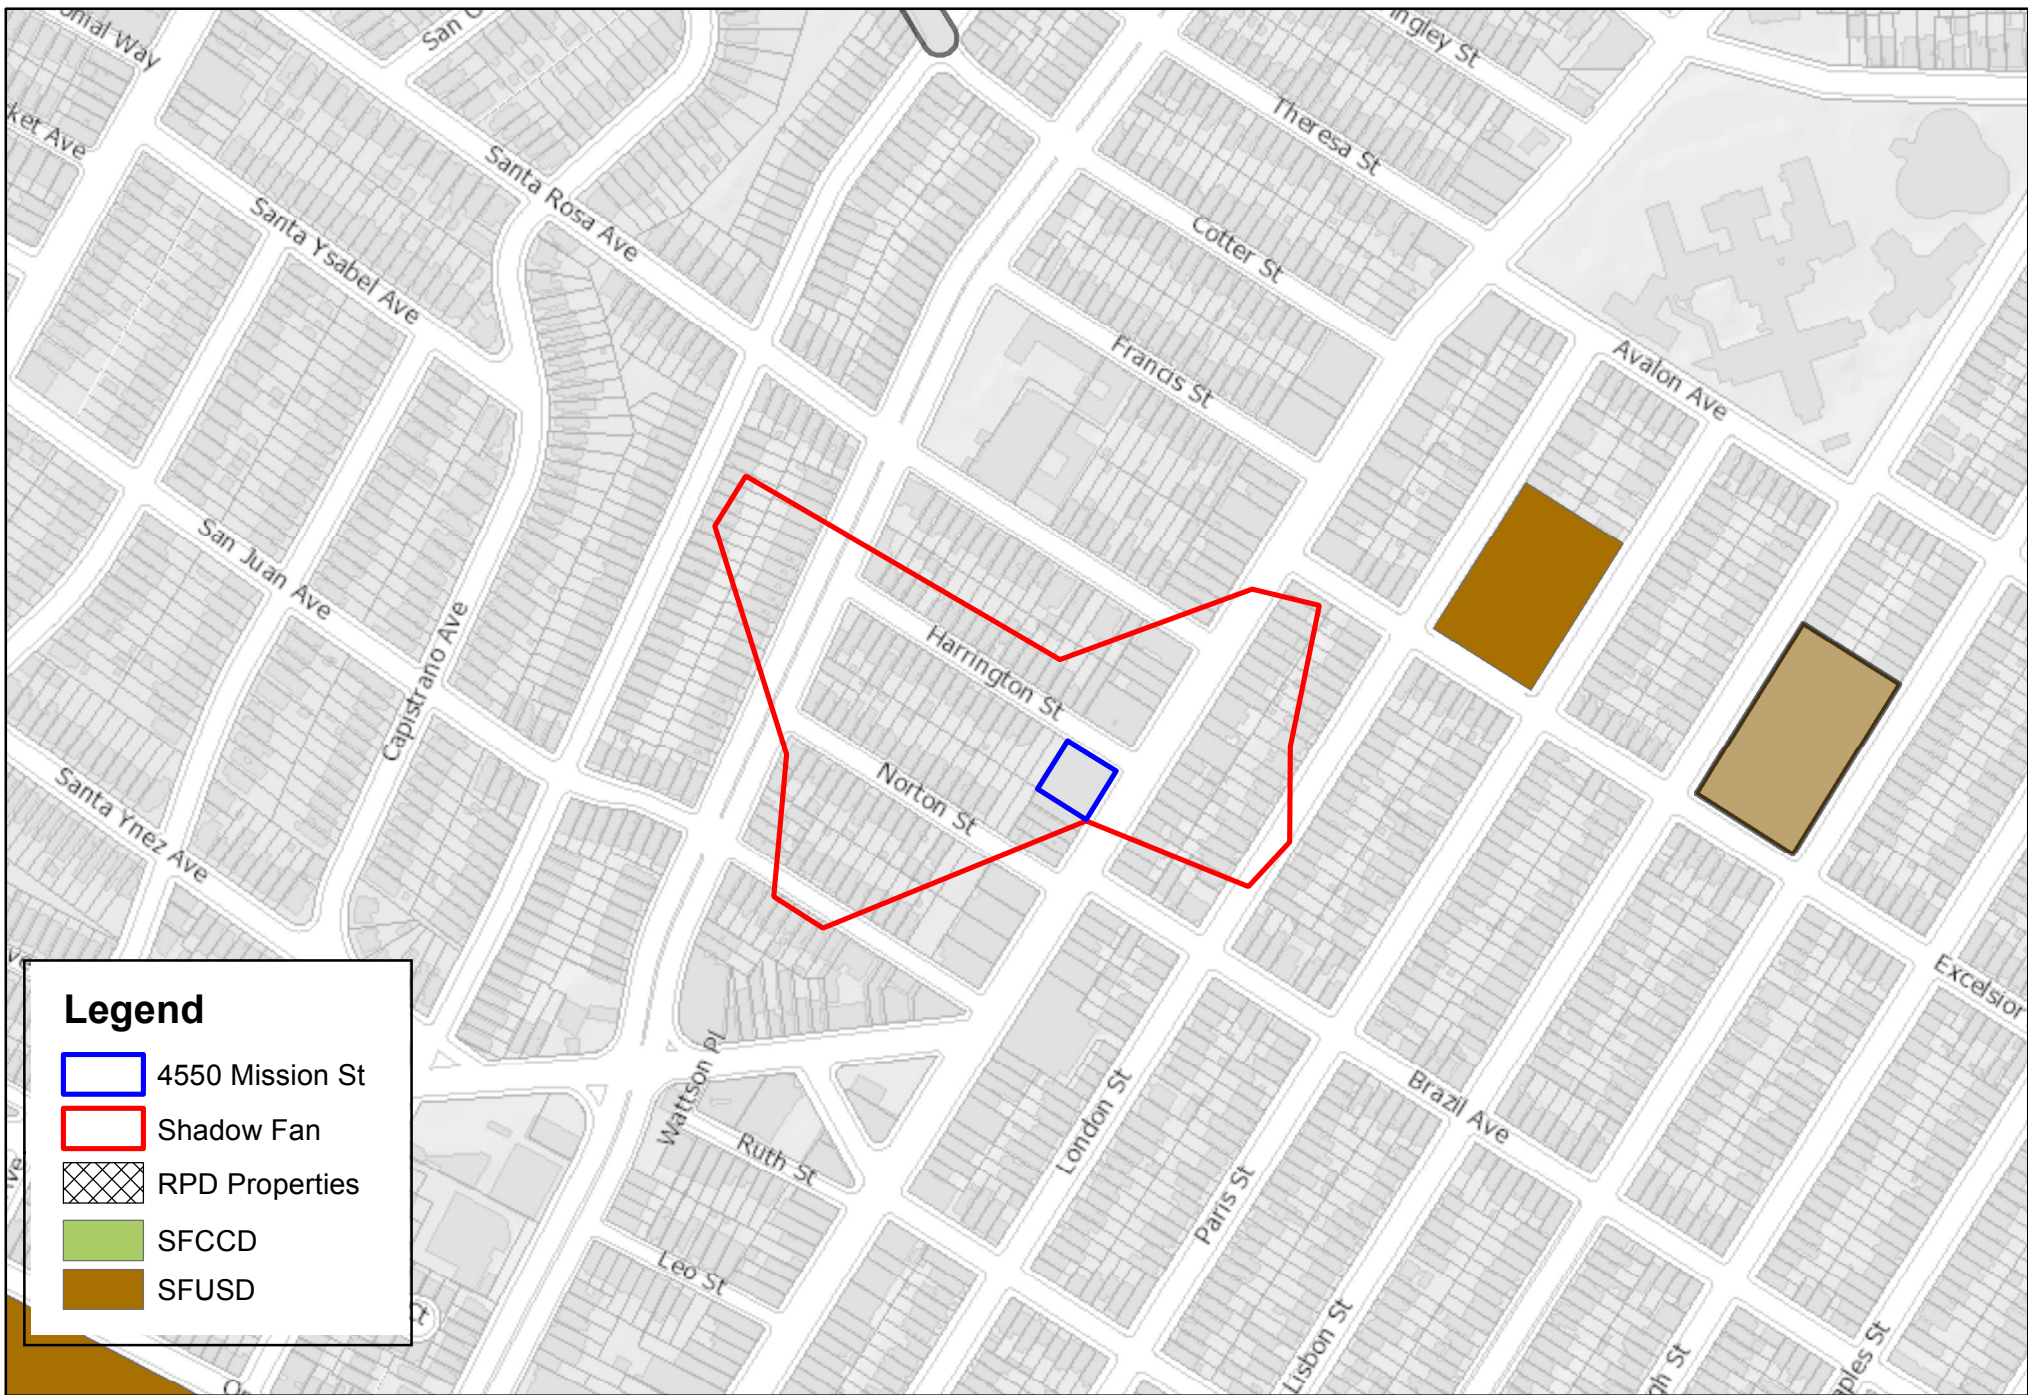 San
Theresa St
Santa Rosa Ave
Santa Ysabel Ave
Cotter St
Francis St
Avalon Ave
San Juan Ave
Capistrano Ave
Harrington St
Norton St
Santa Ynez Ave
Excelsior
Wattson Pl
London St
Brazil Ave
Ruth St
Paris St
Leo St
Lisbon St
Legend
4550 Mission St
Shadow Fan
RPD Properties
SFCCD
SFUSD